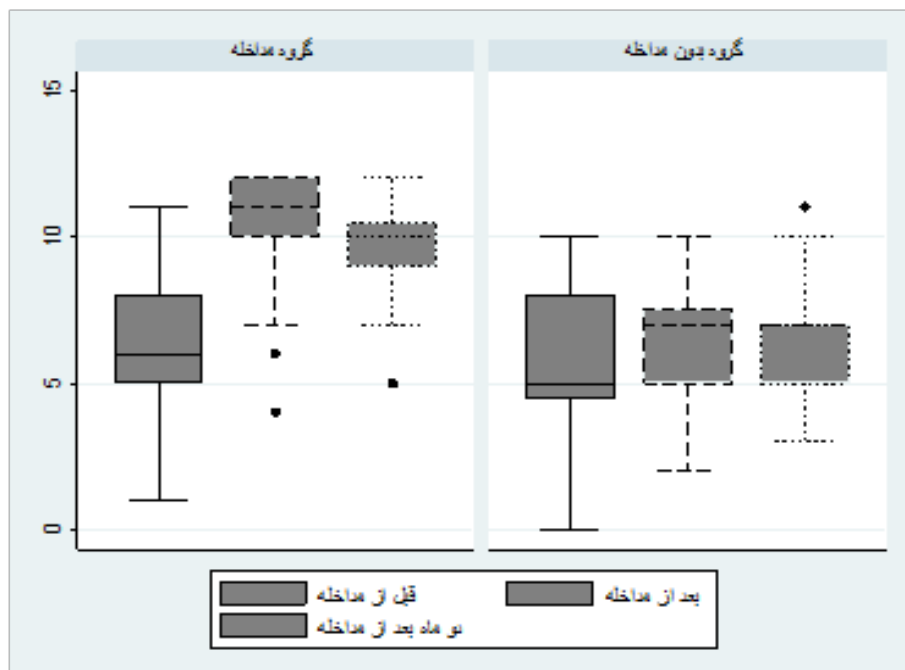 گروه مداخله
گروه بدون مداخله
15
10
5
0
قبل از مداخله
بعد از مداخله
دو ماه بعد از مداخله